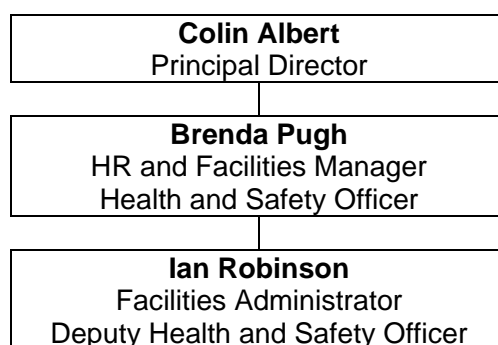 Colin Albert
Principal Director
Brenda Pugh
HR and Facilities Manager
Health and Safety Officer
Ian Robinson
Facilities Administrator
Deputy Health and Safety Officer